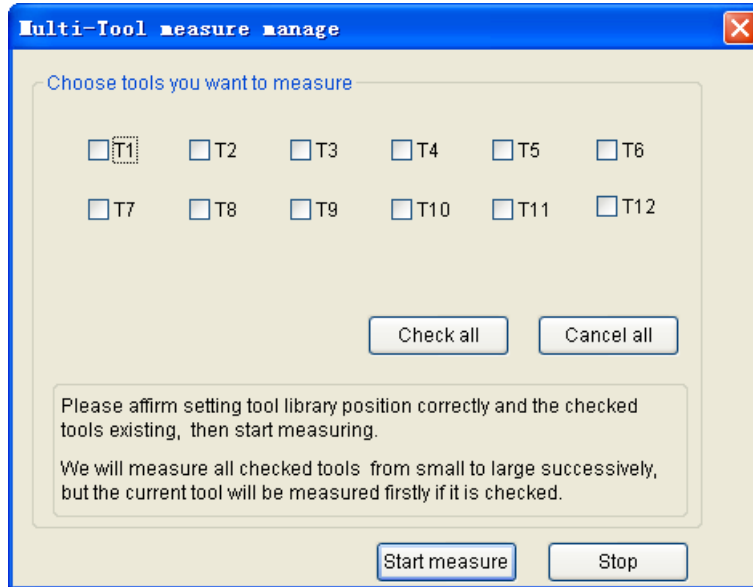 Multi-Tool measure manage
Choose tools you want to measure
T1 T2 T3 T4 T5 T6
T7 T8 T9 T10 T11 T12
Check all Cancel all
Please affirm setting tool library position correctly and the checked
tools existing, then start measuring.
We will measure all checked tools from small to large successively,
but the current tool will be measured firstly if it is checked.
Start measure Stop